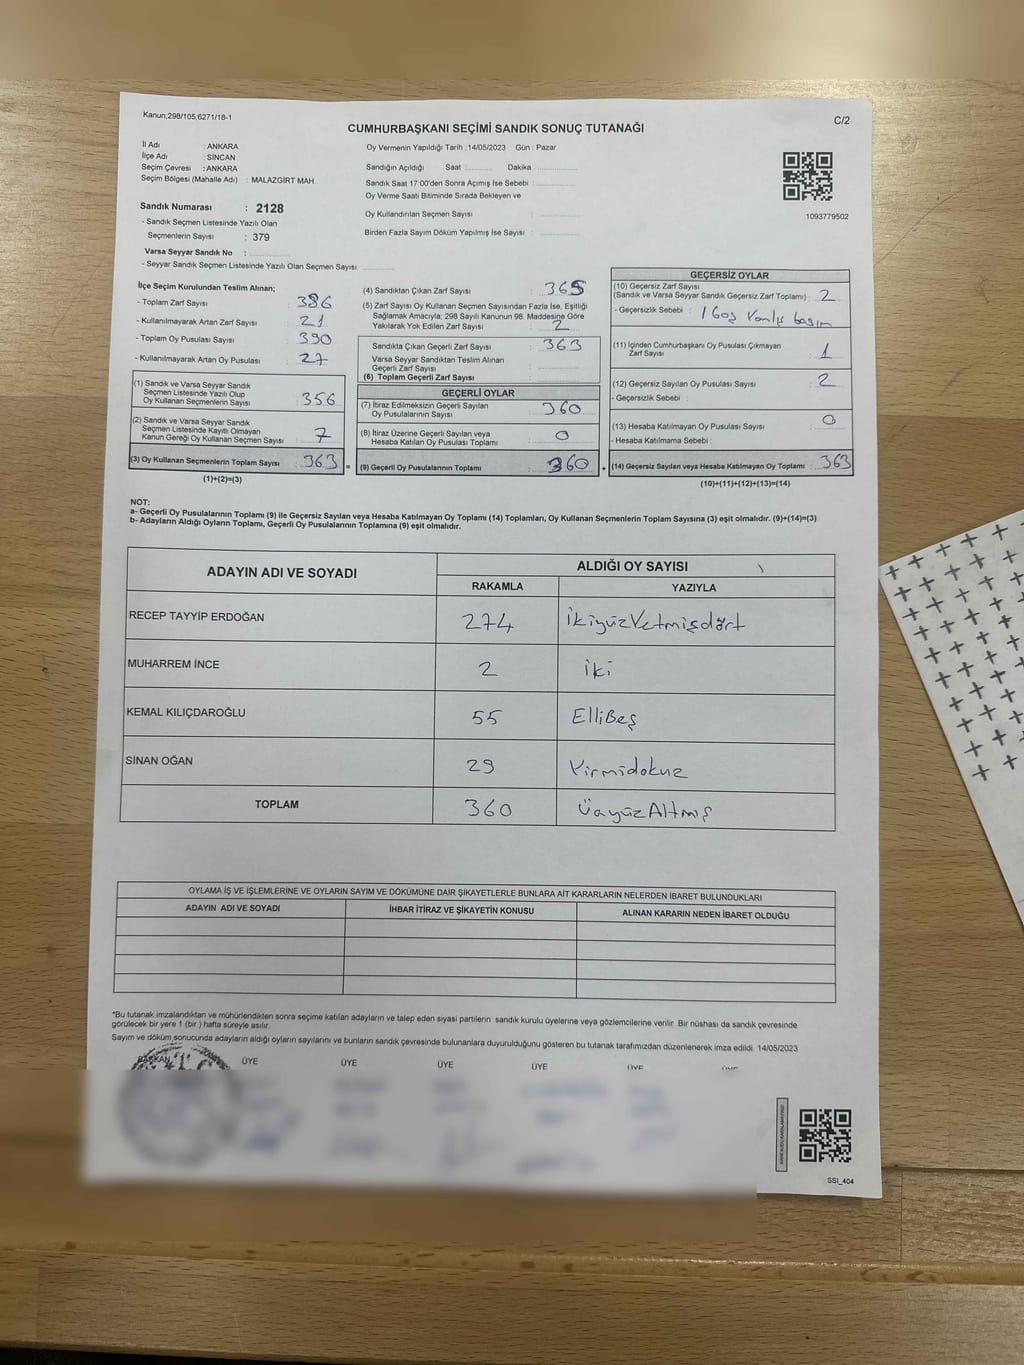 Kanun;298/105,6271/18-1
C/2
CUMHURBAŞKANI SEÇİMİ SANDIK SONUÇ TUTANAĞI
İl Adı : ANKARA
İlçe Adı : SİNCAN
Seçim Çevresi : ANKARA
Seçim Bölgesi (Mahalle Adı) : MALAZGİRT MAH.
Sandık Numarası : 2128
- Sandık Seçmen Listesinde Yazılı Olan
Seçmenlerin Sayısı : 379
Varsa Seyyar Sandık No :
- Seyyar Sandık Seçmen Listesinde Yazılı Olan Seçmen Sayısı:
Oy Vermenin Yapıldığı Tarih :14/05/2023 Gün : Pazar
Sandığın Açıldığı Saat : Dakika :
Sandık Saat 17:00'den Sonra Açımış İse Sebebi :
Oy Verme Saati Bitiminde Sırada Bekleyen ve
Oy Kullandırılan Seçmen Sayısı :
Birden Fazla Sayım Döküm Yapılmış İse Sayısı :
1093779502
İlçe Seçim Kurulundan Teslim Alınan;
- Toplam Zarf Sayısı : 386
- Kullanılmayarak Artan Zarf Sayısı : 21
- Toplam Oy Pusulası Sayısı : 390
- Kullanılmayarak Artan Oy Pusulası : 27
(1) Sandık ve Varsa Seyyar Sandık
Seçmen Listesinde Yazılı Olup
Oy Kullanan Seçmenlerin Sayısı : 356
(2) Sandık ve Varsa Seyyar Sandık
Seçmen Listesinde Kayıtlı Olmayan
Kanun Gereği Oy Kullanan Seçmen Sayısı : 7
(3) Oy Kullanan Seçmenlerin Toplam Sayısı : 363 =
(1)+(2)=(3)
(4) Sandıktan Çıkan Zarf Sayısı : 365
(5) Zarf Sayısı Oy Kullanan Seçmen Sayısından Fazla İse, Eşitliği
Sağlamak Amacıyla; 298 Sayılı Kanunun 98. Maddesine Göre
Yakılarak Yok Edilen Zarf Sayısı : 2
Sandıkta Çıkan Geçerli Zarf Sayısı : 363
Varsa Seyyar Sandıktan Teslim Alınan
Geçerli Zarf Sayısı :
(6) Toplam Geçerli Zarf Sayısı :
GEÇERLİ OYLAR
(7) İtiraz Edilmeksizin Geçerli Sayılan
Oy Pusulalarının Sayısı : 360
(8) İtiraz Üzerine Geçerli Sayılan veya
Hesaba Katılan Oy Pusulası Toplamı : 0
(9) Geçerli Oy Pusulalarının Toplamı : 360 +
GEÇERSİZ OYLAR
(10) Geçersiz Zarf Sayısı
(Sandık ve Varsa Seyyar Sandık Geçersiz Zarf Toplamı) : 2
- Geçersizlik Sebebi : 1 Boş Yanlış basım
(11) İçinden Cumhurbaşkanı Oy Pusulası Çıkmayan
Zarf Sayısı : 1
(12) Geçersiz Sayılan Oy Pusulası Sayısı : 2
- Geçersizlik Sebebi :
(13) Hesaba Katılmayan Oy Pusulası Sayısı : 0
- Hesaba Katılmama Sebebi :
(14) Geçersiz Sayılan veya Hesaba Katılmayan Oy Toplamı : 363
(10)+(11)+(12)+(13)=(14)
NOT:
a- Geçerli Oy Pusulalarının Toplamı (9) ile Geçersiz Sayılan veya Hesaba Katılmayan Oy Toplamı (14) Toplamları, Oy Kullanan Seçmenlerin Toplam Sayısına (3) eşit olmalıdır. (9)+(14)=(3)
b- Adayların Aldığı Oyların Toplamı, Geçerli Oy Pusulalarının Toplamına (9) eşit olmalıdır.
ADAYIN ADI VE SOYADI ALDIĞI OY SAYISI
RAKAMLA YAZIYLA
RECEP TAYYİP ERDOĞAN 274 İkiyüzYetmişdört
MUHARREM İNCE 2 iki
KEMAL KILIÇDAROĞLU 55 ElliBeş
SİNAN OĞAN 29 Yirmidokuz
TOPLAM 360 ÜçyüzAltmış
OYLAMA İŞ VE İŞLEMLERİNE VE OYLARIN SAYIM VE DÖKÜMÜNE DAİR ŞİKAYETLERLE BUNLARA AİT KARARLARIN NELERDEN İBARET BULUNDUKLARI
ADAYIN ADI VE SOYADI İHBAR İTİRAZ VE ŞİKAYETİN KONUSU ALINAN KARARIN NEDEN İBARET OLDUĞU
*Bu tutanak imzalandıktan ve mühürlendikten sonra seçime katılan adayların ve talep eden siyasi partilerin sandık kurulu üyelerine veya gözlemcilerine verilir. Bir nüshası da sandık çevresinde
görülecek bir yere 1 (bir) hafta süreyle asılır.
Sayım ve döküm sonucunda adayların aldığı oyların sayılarını ve bunların sandık çevresinde bulunanlara duyurulduğunu gösteren bu tutanak tarafımızdan düzenlenerek imza edildi. 14/05/2023
BAŞKAN ÜYE ÜYE ÜYE ÜYE ÜYE
SSİ_404